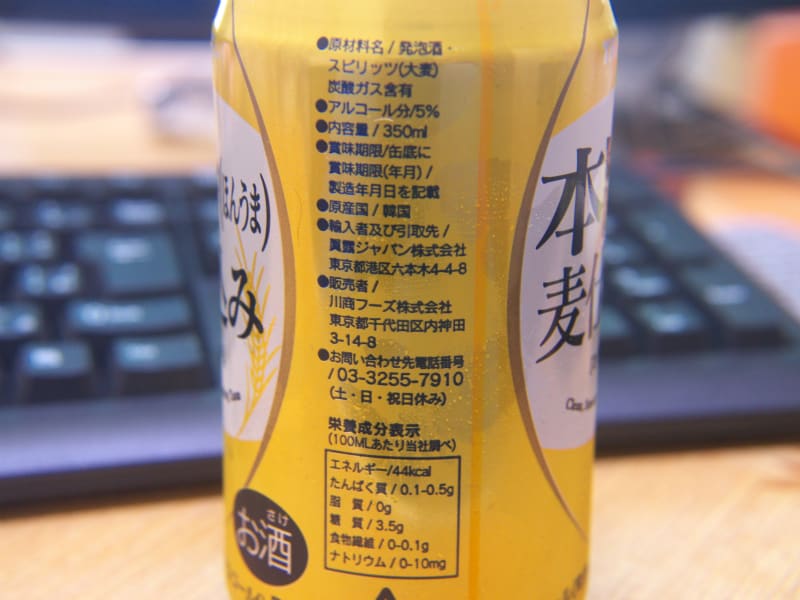 ●原材料名 / 発泡酒・
スピリッツ(大麦)
炭酸ガス含有
●アルコール分/5%
●内容量 / 350ml
●賞味期限/缶底に
賞味期限(年月) /
製造年月日を記載
●原産国 / 韓国
●輸入者及び引取先 /
眞露ジャパン株式会社
東京都港区六本木4-4-8
●販売者 /
川商フーズ株式会社
東京都千代田区内神田
3-14-8
●お問い合わせ先電話番号
/ 03-3255-7910
(土・日・祝日休み)
栄養成分表示
(100MLあたり当社調べ)
エネルギー/44kcal
たんぱく質 / 0.1-0.5g
脂 質 / 0g
糖 質 / 3.5g
食物繊維 / 0-0.1g
ナトリウム / 0-10mg
さけ
お酒
ほんうま)
み
本
麦仕